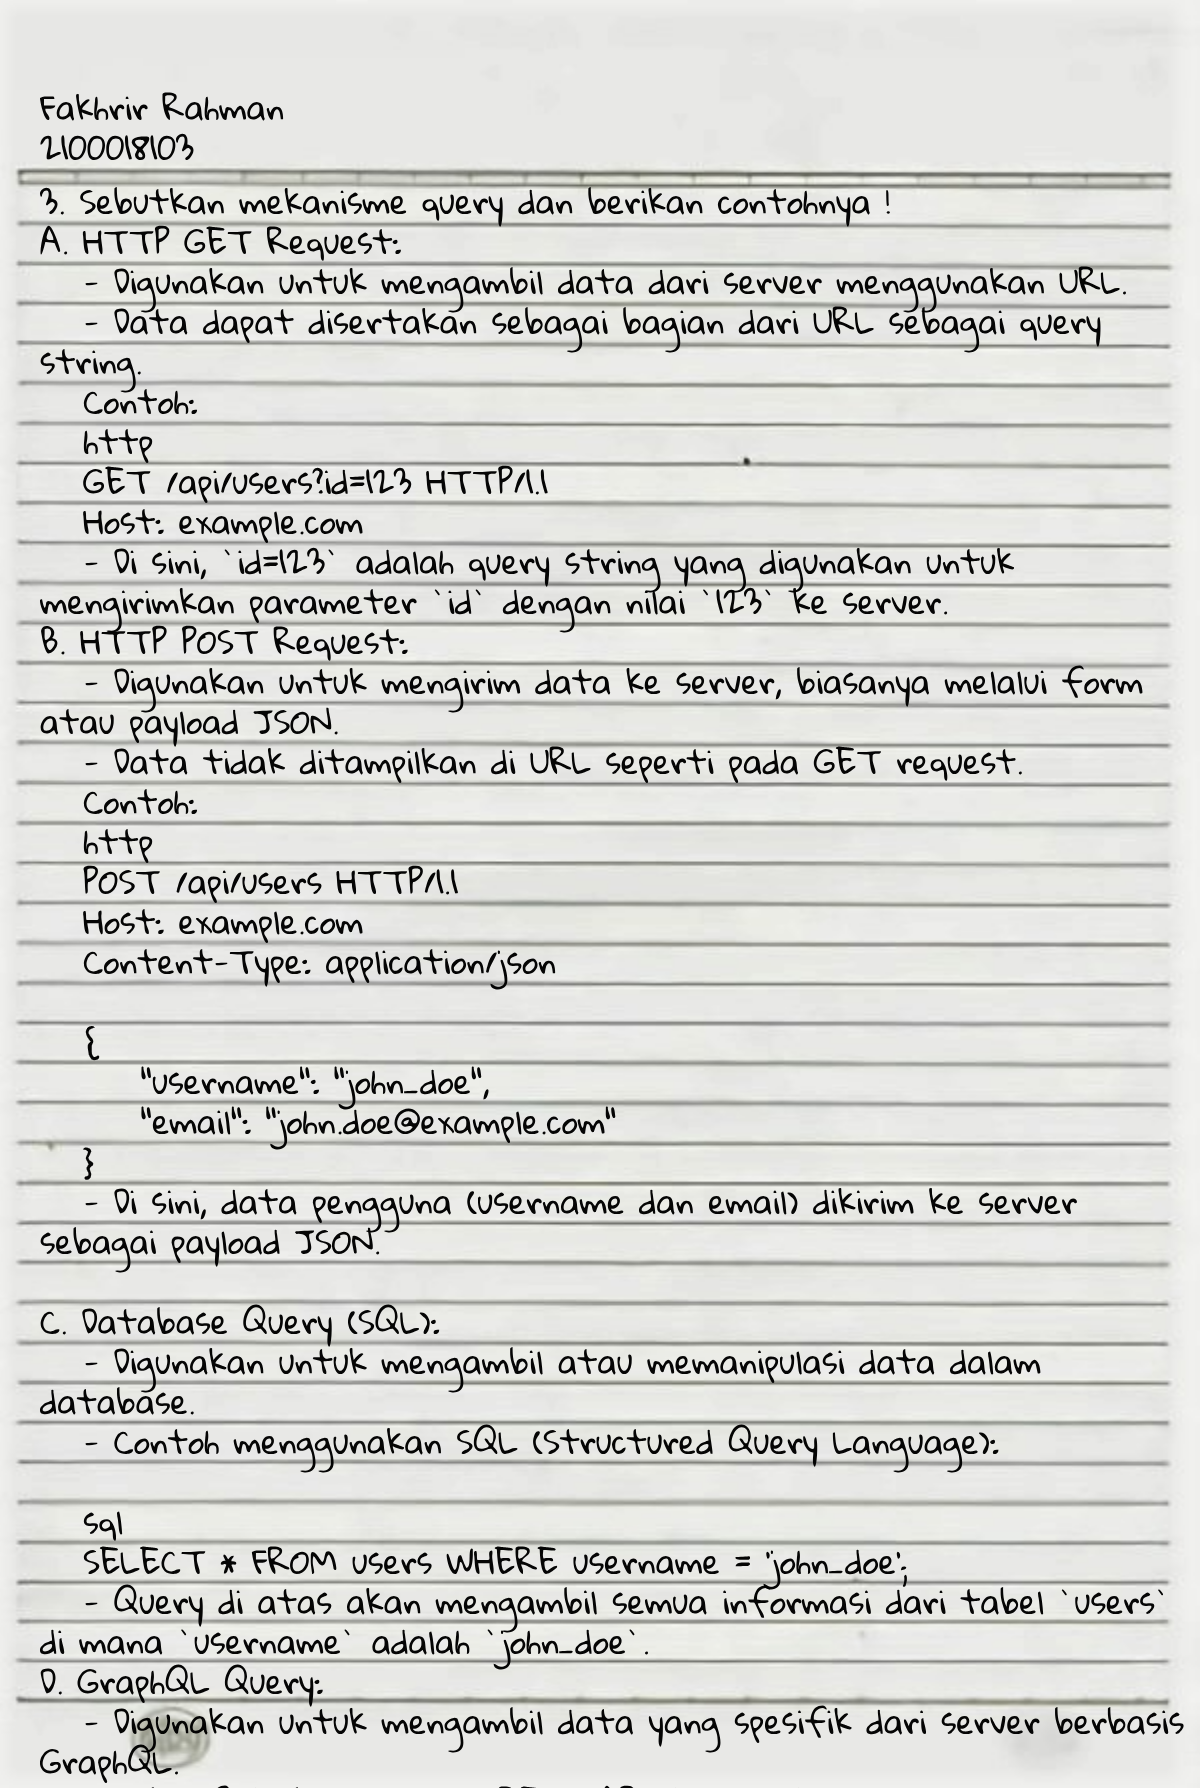 Fakhrir Rahman
2100018103
3. Sebutkan mekanisme query dan berikan contohnya !
A. HTTP GET Request:
- Digunakan untuk mengambil data dari server menggunakan URL.
- Data dapat disertakan sebagai bagian dari URL sebagai query
string.
Contoh:
http
GET /api/users?id=123 HTTP/1.1
Host: example.com
- Di sini, `id=123` adalah query string yang digunakan untuk
mengirimkan parameter `id` dengan nilai `123` ke server.
B. HTTP POST Request:
- Digunakan untuk mengirim data ke server, biasanya melalui form
atau payload JSON.
- Data tidak ditampilkan di URL seperti pada GET request.
Contoh:
http
POST /api/users HTTP/1.1
Host: example.com
Content-Type: application/json
{
"username": "john_doe",
"email": "john.doe@example.com"
}
- Di sini, data pengguna (username dan email) dikirim ke server
sebagai payload JSON.
C. Database Query (SQL):
- Digunakan untuk mengambil atau memanipulasi data dalam
database.
- Contoh menggunakan SQL (Structured Query Language):
sql
SELECT * FROM users WHERE username = 'john_doe';
- Query di atas akan mengambil semua informasi dari tabel `users`
di mana `username` adalah `john_doe`.
D. GraphQL Query:
- Digunakan untuk mengambil data yang spesifik dari server berbasis
GraphQL.